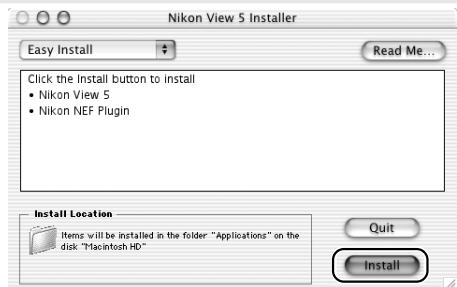 Nikon View 5 Installer
Easy Install
Read Me...
Click the Install button to install
• Nikon View 5
• Nikon NEF Plugin
Install Location
Items will be installed in the folder "Applications" on the
disk "Macintosh HD"
Quit
Install